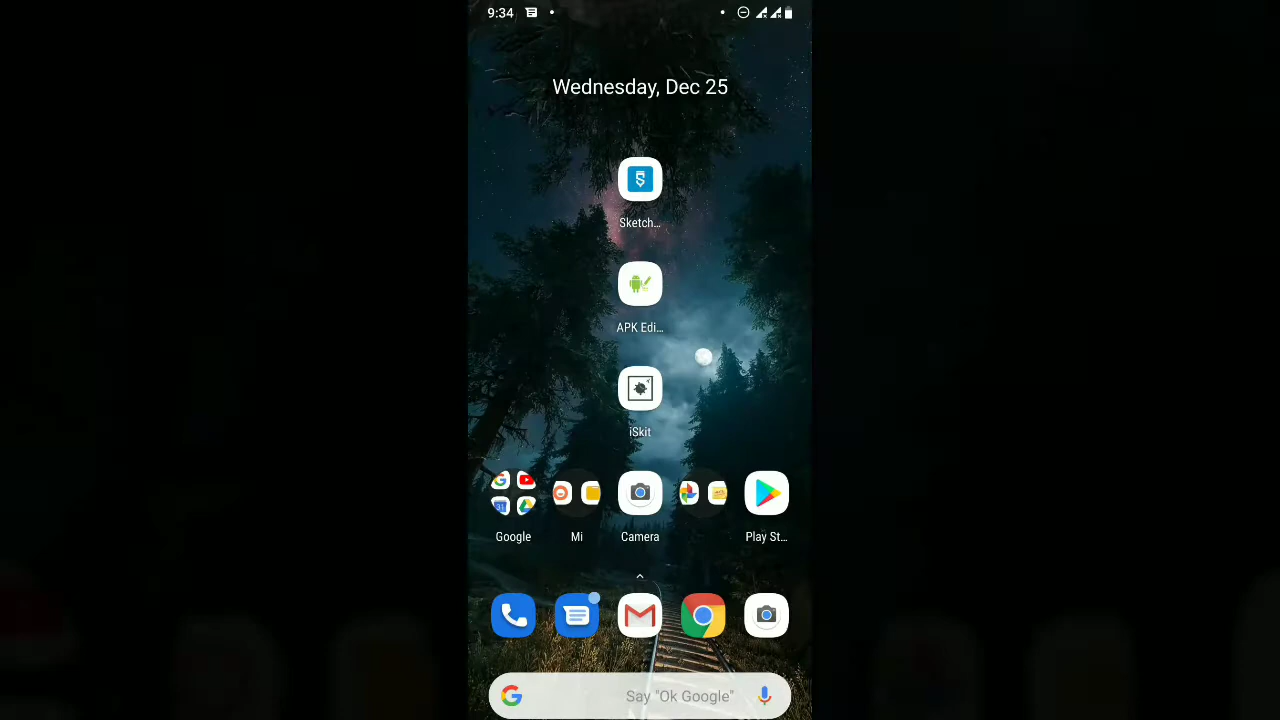 9:34
Wednesday, Dec 25
Sketch...
APK Edi...
iSkit
Google
Mi
Camera
Play St...
Say "Ok Google"